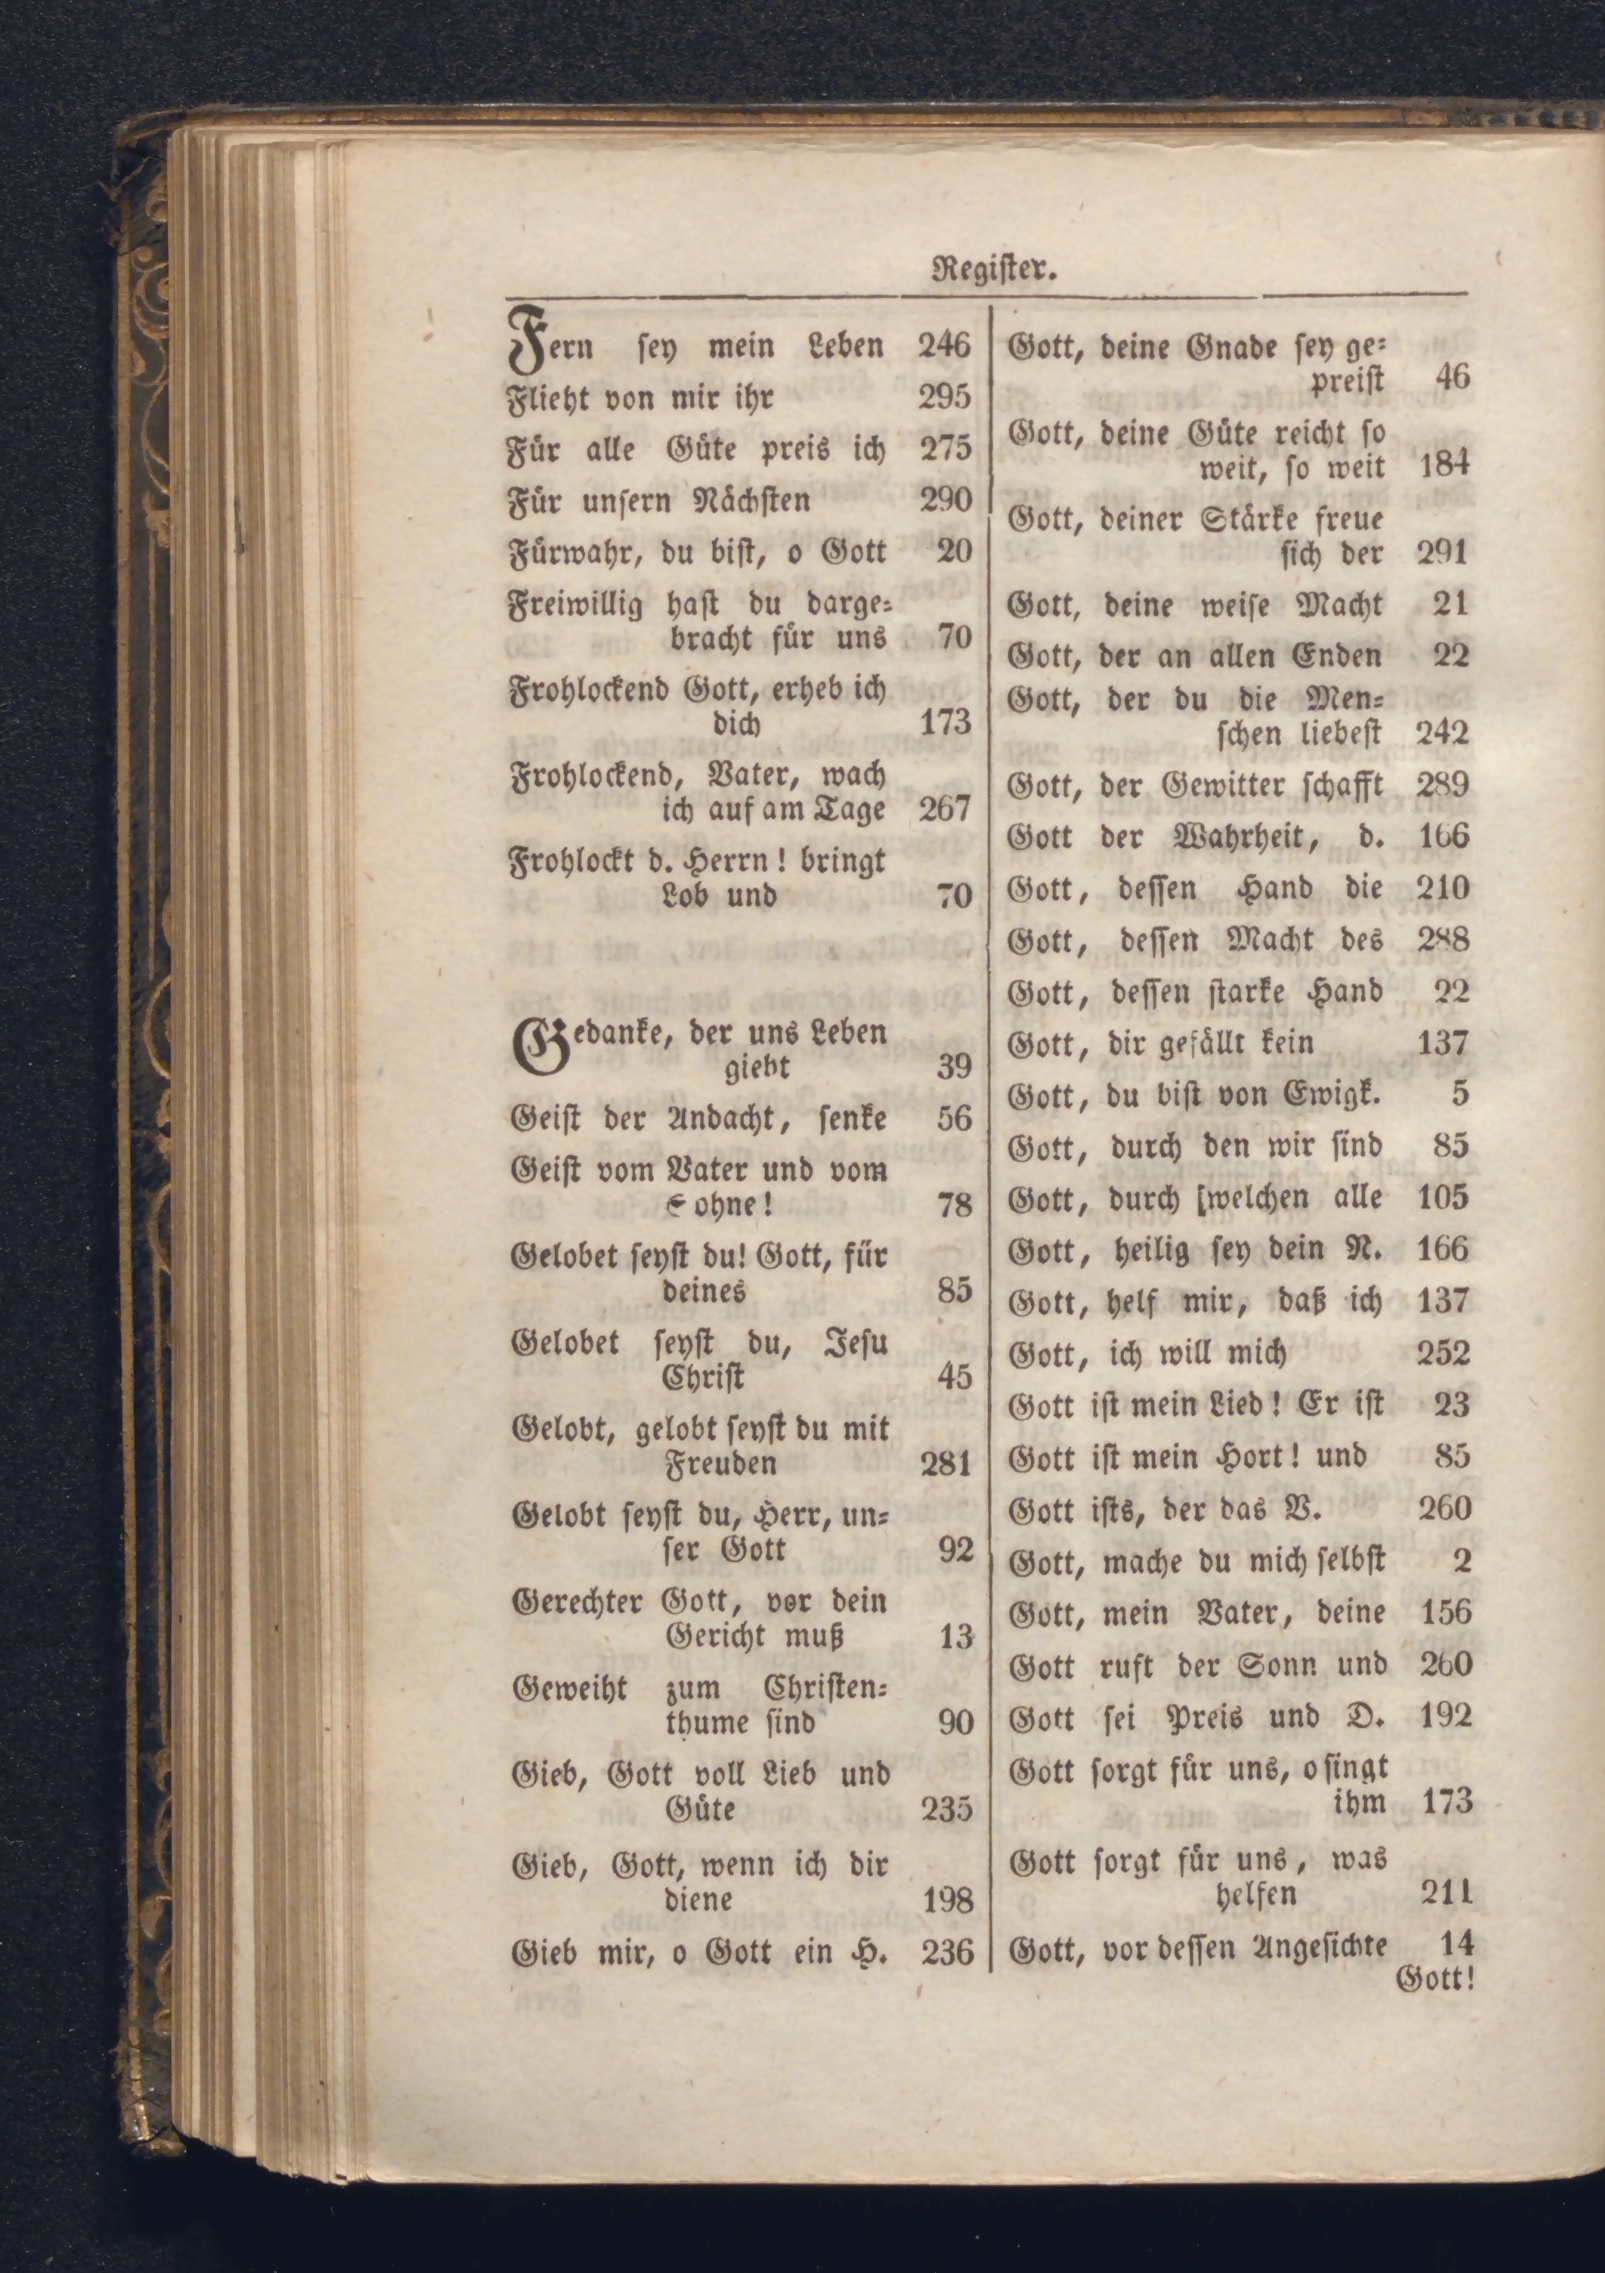 Regiſter.
Fern ſey mein Leben 246
Flieht von mir ihr 295
Für alle Güte preis ich 275
Für unſern Nächſten 290
Fürwahr, du biſt, o Gott 20
Freiwillig haſt du darge⸗
bracht für uns 70
Frohlockend Gott, erheb ich
dich 173
Frohlockend, Vater, wach
ich auf am Tage 267
Frohlockt d. Herrn! bringt
Lob und 70
Gedanke, der uns Leben
giebt 39
Geiſt der Andacht, ſenke 56
Geiſt vom Vater und vom
Sohne! 78
Gelobet ſeyſt du! Gott, für
deines 85
Gelobet ſeyſt du, Jeſu
Chriſt 45
Gelobt, gelobt ſeyſt du mit
Freuden 281
Gelobt ſeyſt du, Herr, un⸗
ſer Gott 92
Gerechter Gott, vor dein
Gericht muß 13
Geweiht zum Chriſten⸗
thume ſind 90
Gieb, Gott voll Lieb und
Güte 235
Gieb, Gott, wenn ich dir
diene 198
Gieb mir, o Gott ein H. 236
Gott, deine Gnade ſey ge⸗
preiſt 46
Gott, deine Güte reicht ſo
weit, ſo weit 184
Gott, deiner Stärke freue
ſich der 291
Gott, deine weiſe Macht 21
Gott, der an allen Enden 22
Gott, der du die Men⸗
ſchen liebeſt 242
Gott, der Gewitter ſchafft 289
Gott der Wahrheit, d. 166
Gott, deſſen Hand die 210
Gott, deſſen Macht des 288
Gott, deſſen ſtarke Hand 22
Gott, dir gefällt kein 137
Gott, du biſt von Ewigk. 5
Gott, durch den wir ſind 85
Gott, durch [welchen alle 105
Gott, heilig ſey dein N. 166
Gott, helf mir, daß ich 137
Gott, ich will mich 252
Gott iſt mein Lied! Er iſt 23
Gott iſt mein Hort! und 85
Gott iſts, der das V. 260
Gott, mache du mich ſelbſt 2
Gott, mein Vater, deine 156
Gott ruft der Sonn und 260
Gott ſei Preis und D. 192
Gott ſorgt für uns, o ſingt
ihm 173
Gott ſorgt für uns, was
helfen 211
Gott, vor deſſen Angeſichte 14
Gott!